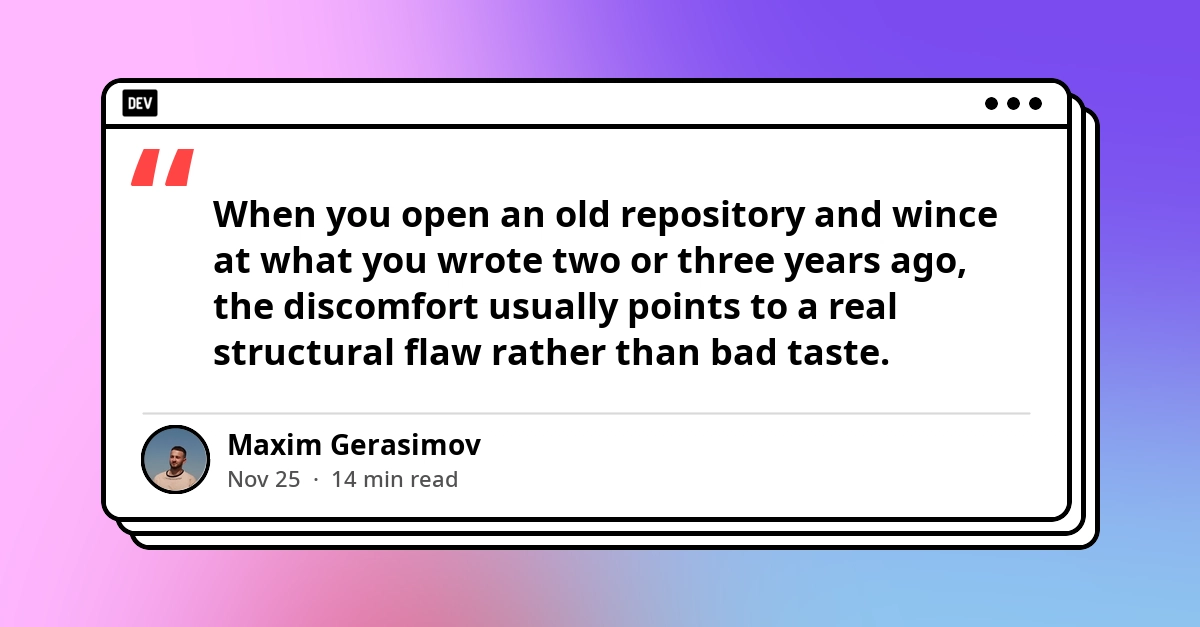 DEV
“
When you open an old repository and wince
at what you wrote two or three years ago,
the discomfort usually points to a real
structural flaw rather than bad taste.
Maxim Gerasimov
Nov 25 · 14 min read